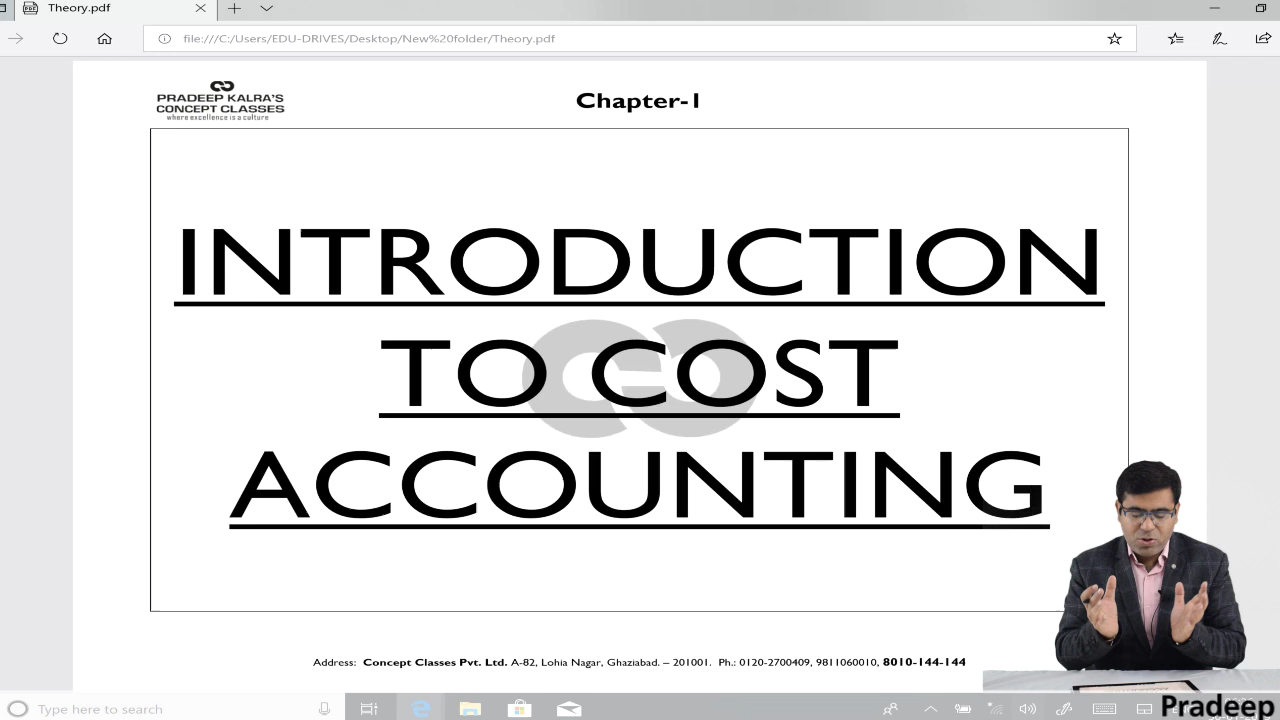 Theory.pdf
file:///C:/Users/EDU-DRIVES/Desktop/New%20folder/Theory.pdf
PRADEEP KALRA'S
CONCEPT CLASSES
where excellence is a culture
Chapter-1
INTRODUCTION
TO COST
ACCOUNTING
Address: Concept Classes Pvt. Ltd. A-82, Lohia Nagar, Ghaziabad. – 201001. Ph.: 0120-2700409, 9811060010, 8010-144-144
Type here to search
Pradeep